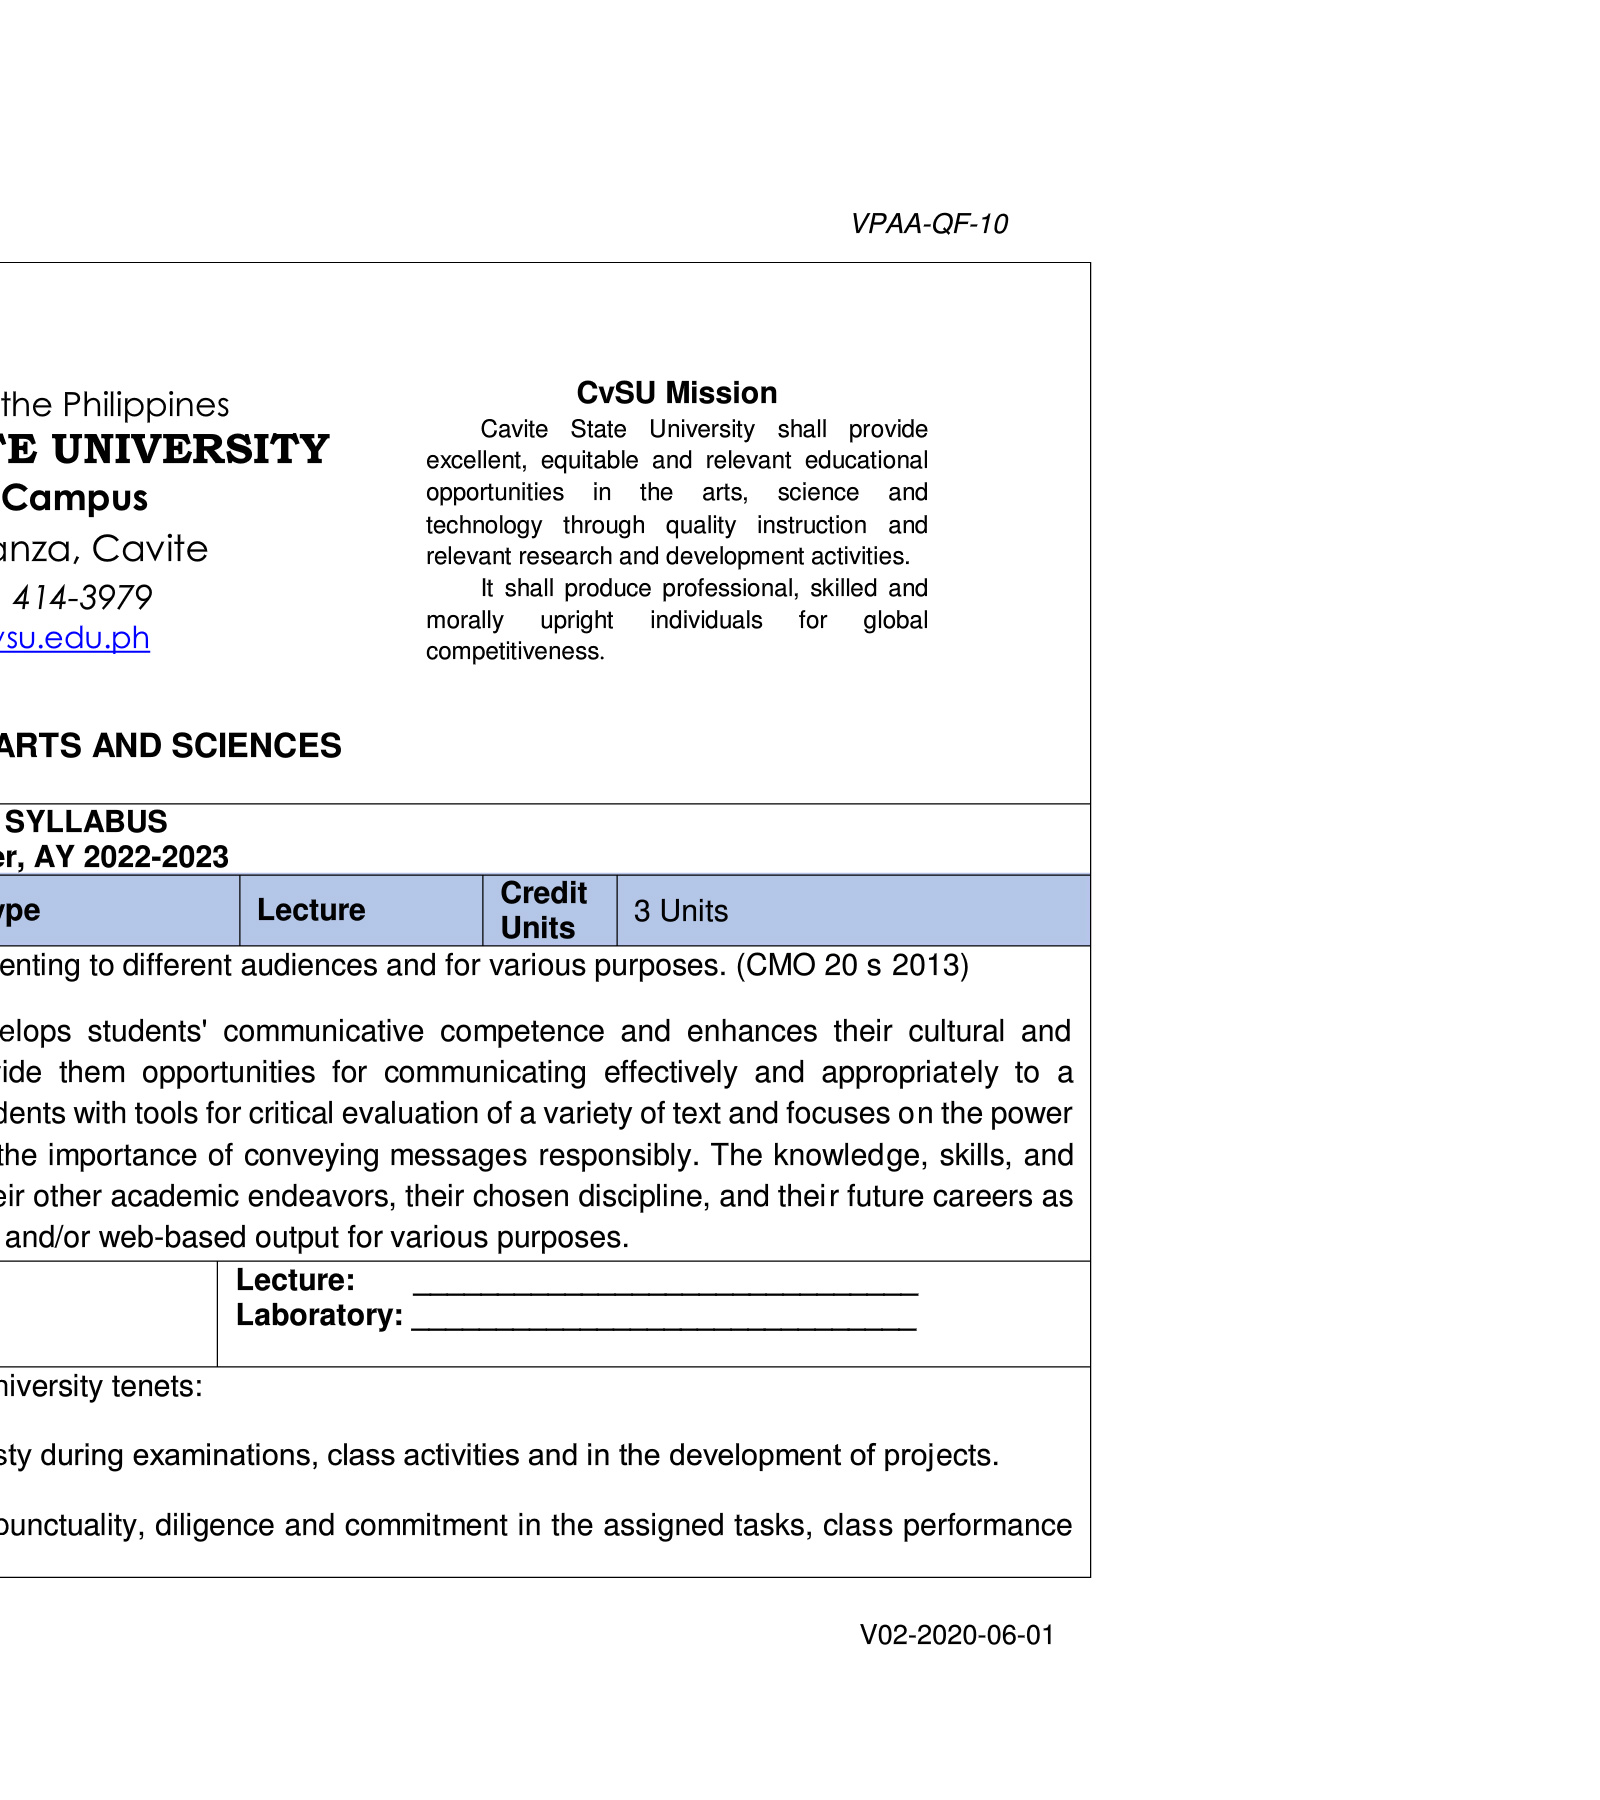 VPAA-QF-10
the Philippines
TE UNIVERSITY
Campus
anza, Cavite
414-3979
vsu.edu.ph
CvSU Mission
Cavite State University shall provide
excellent, equitable and relevant educational
opportunities in the arts, science and
technology through quality instruction and
relevant research and development activities.
It shall produce professional, skilled and
morally upright individuals for global
competitiveness.
ARTS AND SCIENCES
SYLLABUS
er, AY 2022-2023
ype Lecture Credit Units 3 Units
enting to different audiences and for various purposes. (CMO 20 s 2013)
elops students' communicative competence and enhances their cultural and
ide them opportunities for communicating effectively and appropriately to a
dents with tools for critical evaluation of a variety of text and focuses on the power
the importance of conveying messages responsibly. The knowledge, skills, and
eir other academic endeavors, their chosen discipline, and their future careers as
and/or web-based output for various purposes.
Lecture: ______________________________
Laboratory: ______________________________
niversity tenets:
sty during examinations, class activities and in the development of projects.
punctuality, diligence and commitment in the assigned tasks, class performance
V02-2020-06-01